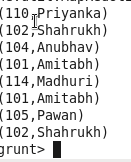 (110,Priyanka)
(102,Shahrukh)
(104,Anubhav)
(101,Amitabh)
(114,Madhuri)
(101,Amitabh)
(105,Pawan)
(102,Shahrukh)
grunt>